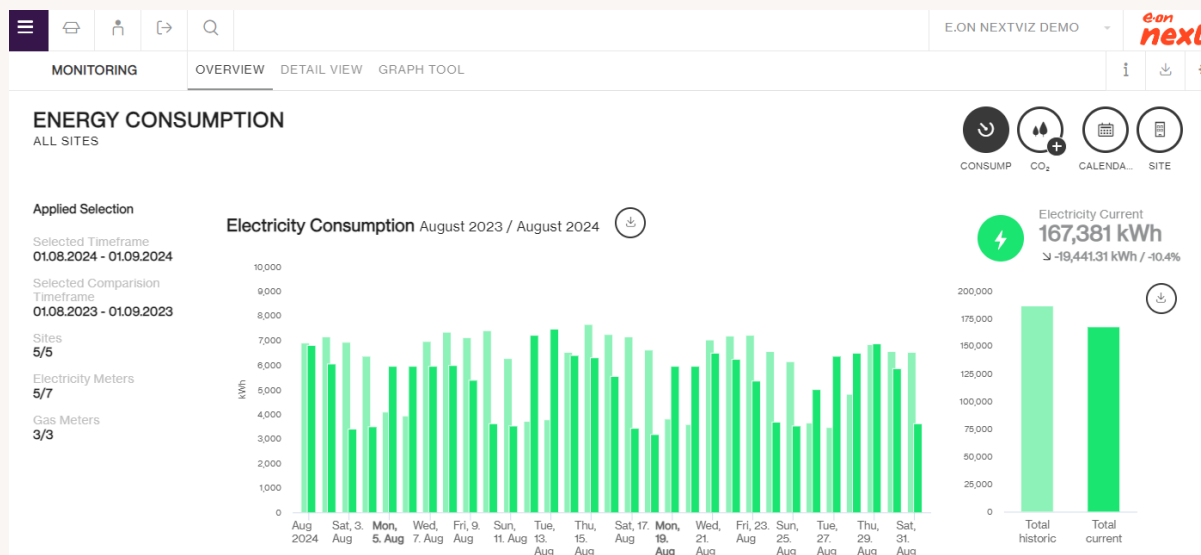 E.ON NEXTVIZ DEMO
e·on
next
MONITORING
OVERVIEW
DETAIL VIEW
GRAPH TOOL
i
ENERGY CONSUMPTION
ALL SITES
CONSUMP
CO₂
CALENDA...
SITE
Applied Selection
Selected Timeframe
01.08.2024 - 01.09.2024
Selected Comparision
Timeframe
01.08.2023 - 01.09.2023
Sites
5/5
Electricity Meters
5/7
Gas Meters
3/3
Electricity Consumption August 2023 / August 2024
10,000
9,000
8,000
7,000
6,000
5,000
4,000
3,000
2,000
1,000
0
kWh
Aug
2024
Sat, 3.
Aug
Mon,
5. Aug
Wed,
7. Aug
Fri, 9.
Aug
Sun,
11. Aug
Tue,
13.
Aug
Thu,
15.
Aug
Sat, 17.
Aug
Mon,
19.
Aug
Wed,
21.
Aug
Fri, 23.
Aug
Sun,
25.
Aug
Tue,
27.
Aug
Thu,
29.
Aug
Sat,
31.
Aug
Electricity Current
167,381 kWh
-19,441.31 kWh / -10.4%
200,000
175,000
150,000
125,000
100,000
75,000
50,000
25,000
0
Total
historic
Total
current